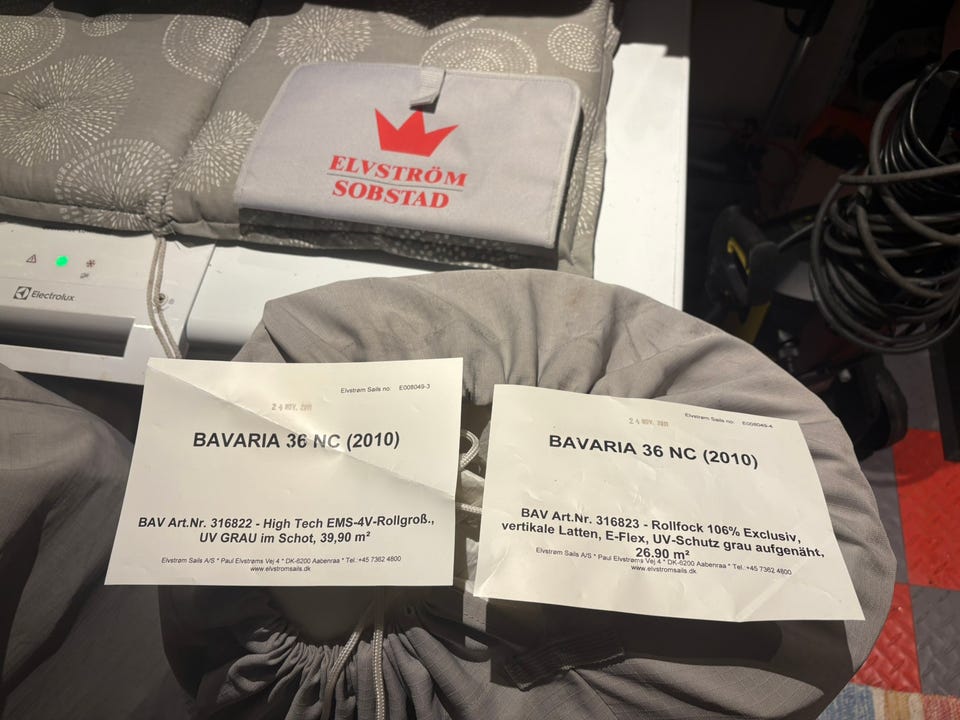 ELVSTRÖM
SOBSTAD
Electrolux
Elvstrøm Sails no: E008049-3
24 NOV. 2011
BAVARIA 36 NC (2010)
BAV Art.Nr. 316822 - High Tech EMS-4V-Rollgroß.,
UV GRAU im Schot, 39,90 m²
Elvstrøm Sails A/S * Paul Elvstrøms Vej 4 * DK-6200 Aabenraa * Tel.:+45 7362 4800
www.elvstromsails.dk
Elvstrøm Sails no: E008049-4
24 NOV. 2011
BAVARIA 36 NC (2010)
BAV Art.Nr. 316823 - Rollfock 106% Exclusiv,
vertikale Latten, E-Flex, UV-Schutz grau aufgenäht,
26.90 m²
Elvstrøm Sails A/S * Paul Elvstrøms Vej 4 * DK-6200 Aabenraa * Tel.:+45 7362 4800
www.elvstromsails.dk